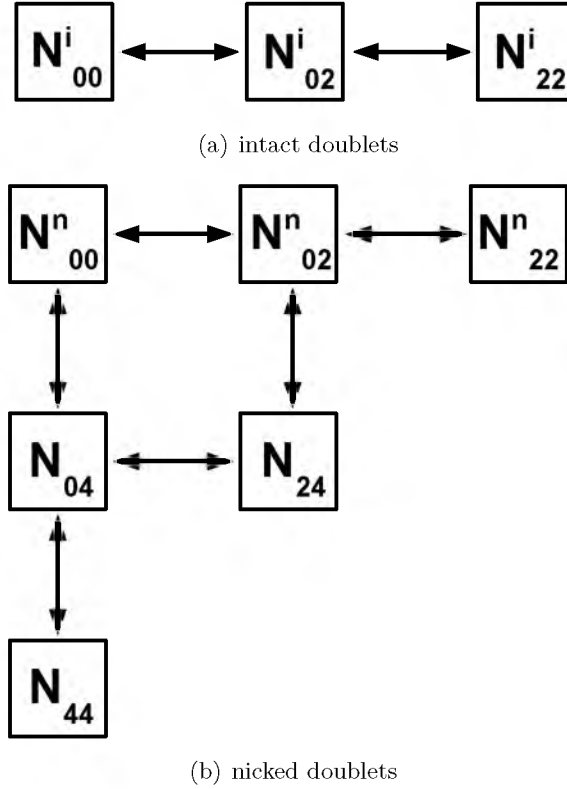 N^i_00 N^i_02 N^i_22
(a) intact doublets
N^n_00 N^n_02 N^n_22
N_04 N_24
N_44
(b) nicked doublets